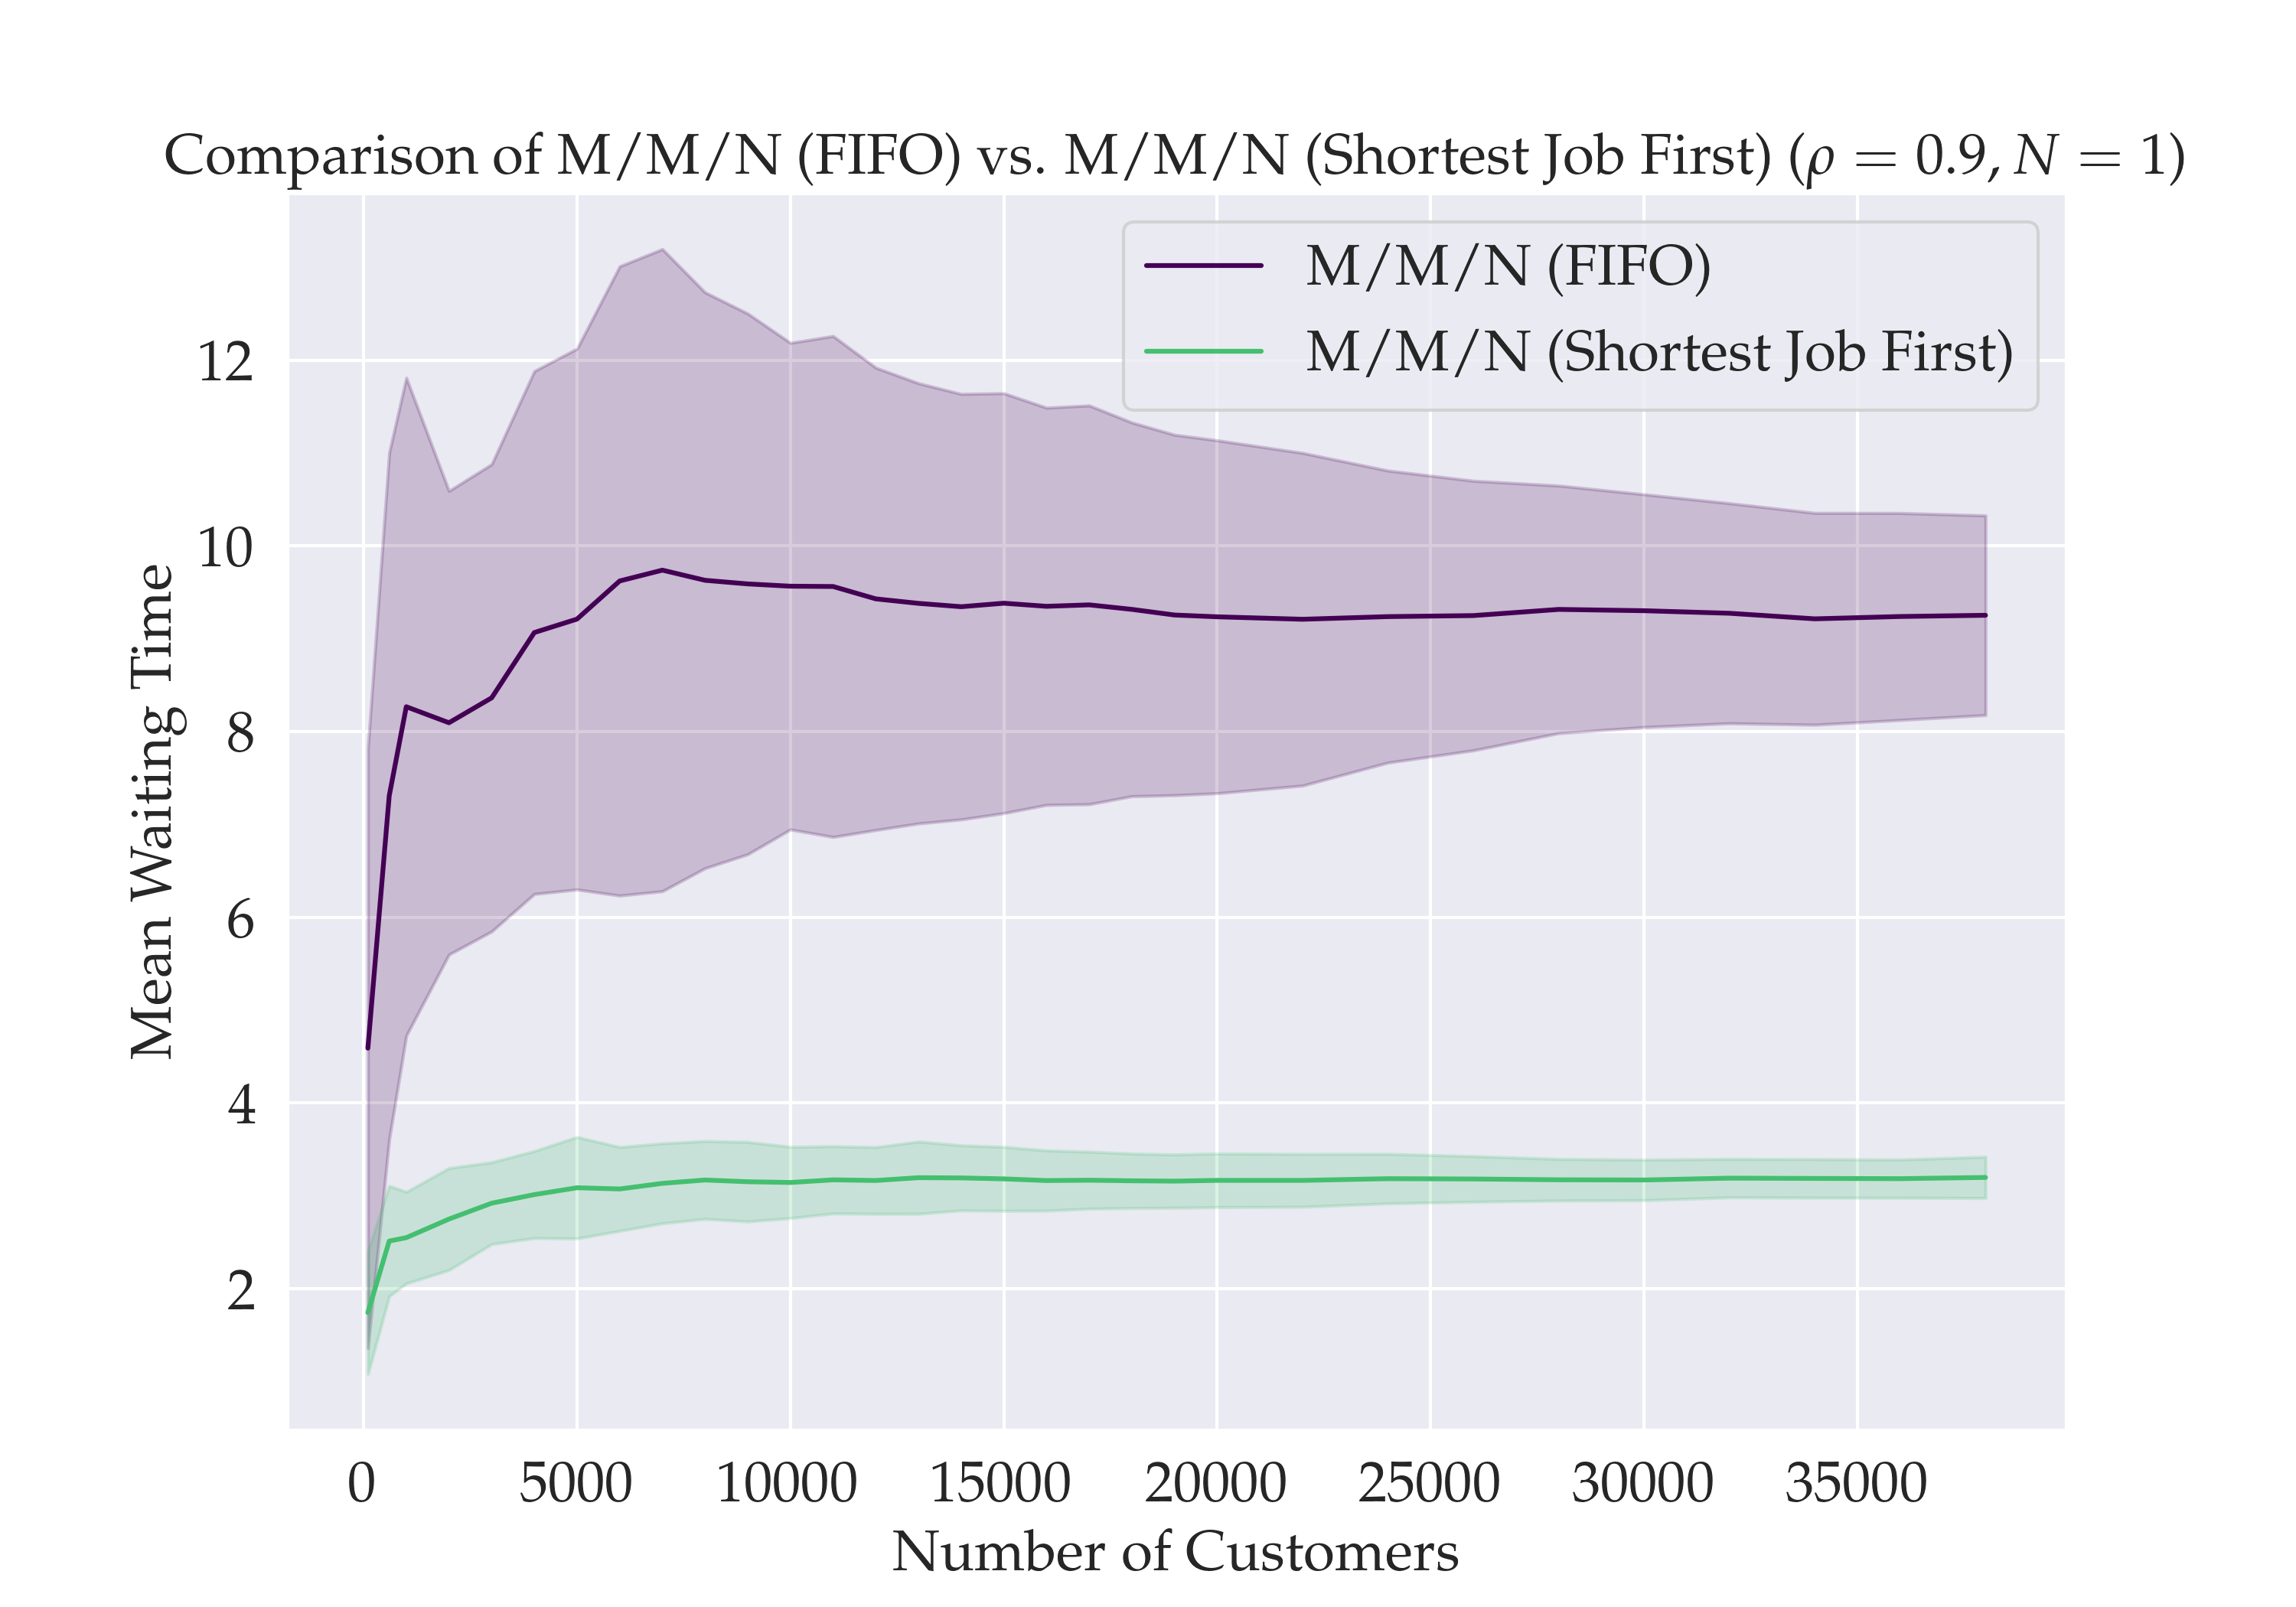 Comparison of M/M/N (FIFO) vs. M/M/N (Shortest Job First) (ρ = 0.9, N = 1)
M/M/N (FIFO)
M/M/N (Shortest Job First)
Mean Waiting Time
12
10
8
6
4
2
0 5000 10000 15000 20000 25000 30000 35000
Number of Customers